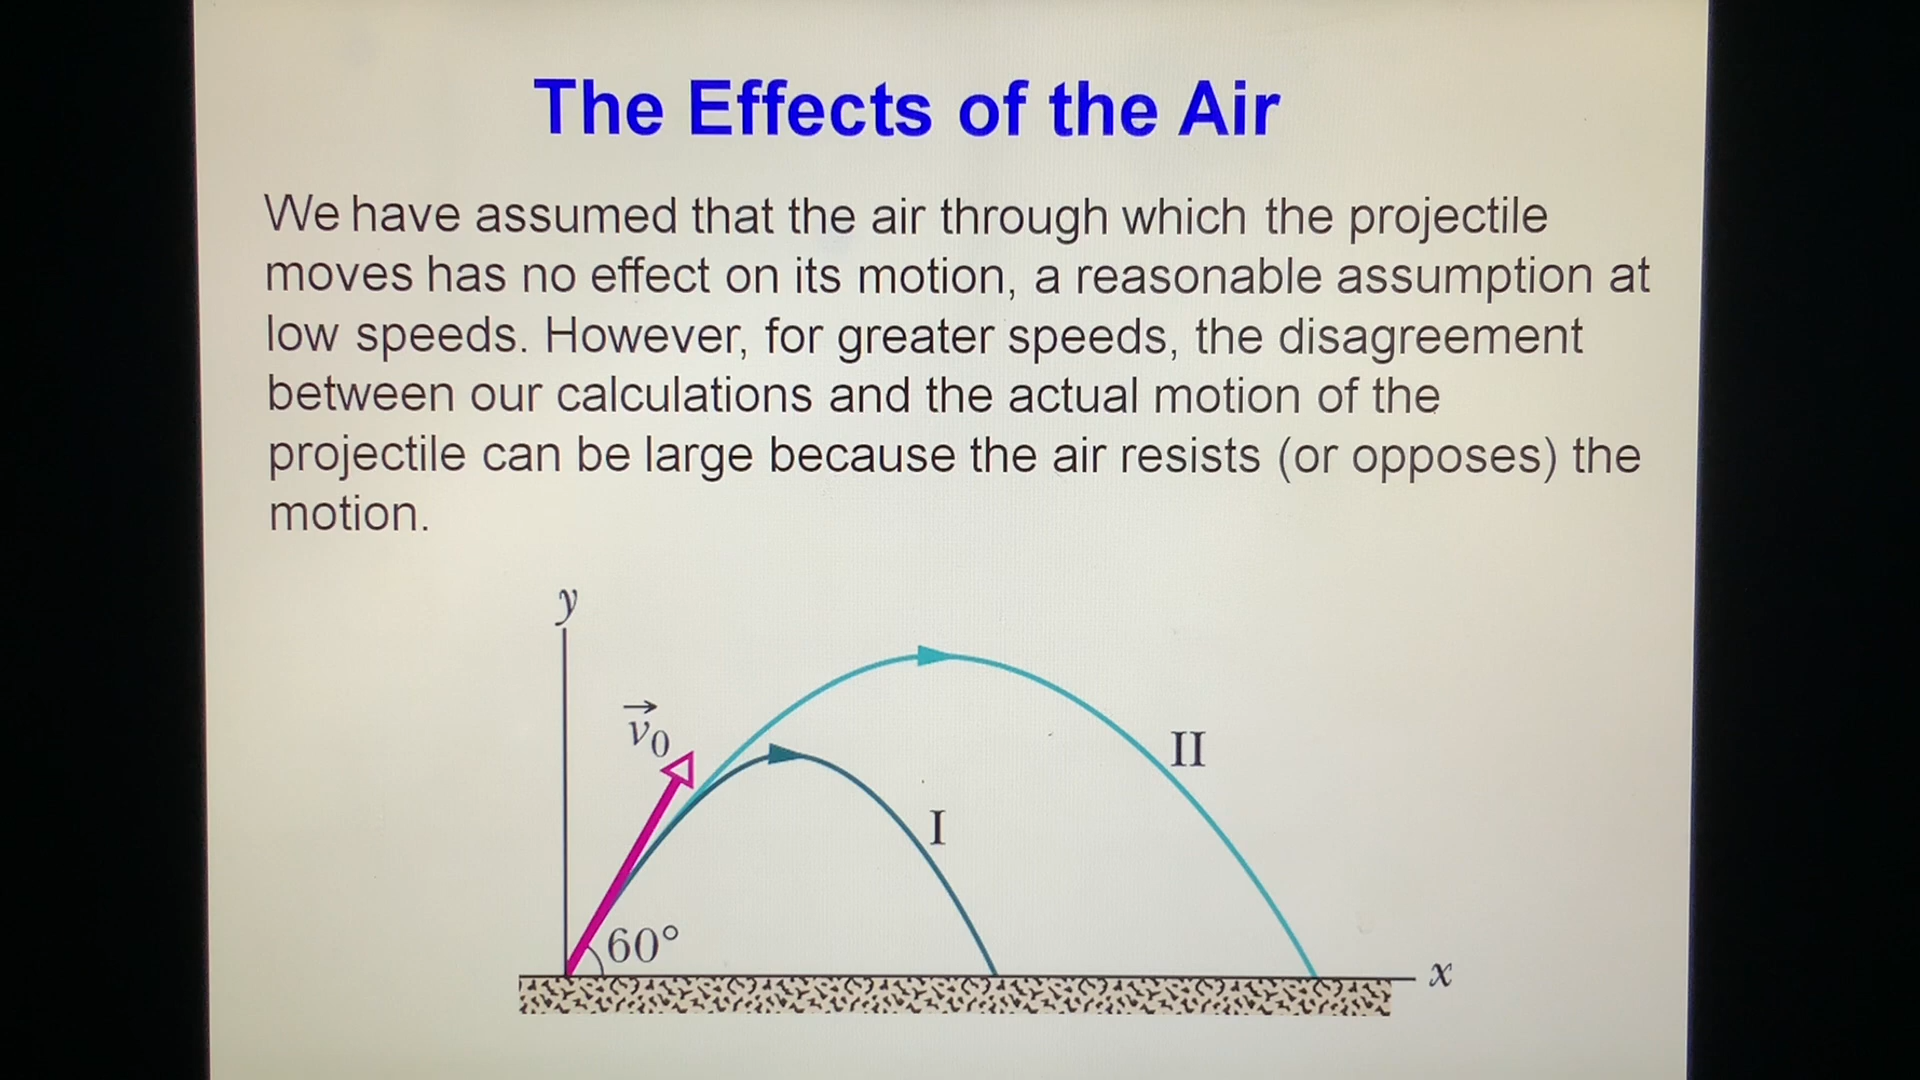 The Effects of the Air
We have assumed that the air through which the projectile
moves has no effect on its motion, a reasonable assumption at
low speeds. However, for greater speeds, the disagreement
between our calculations and the actual motion of the
projectile can be large because the air resists (or opposes) the
motion.
y
v⃗₀
II
I
60°
x